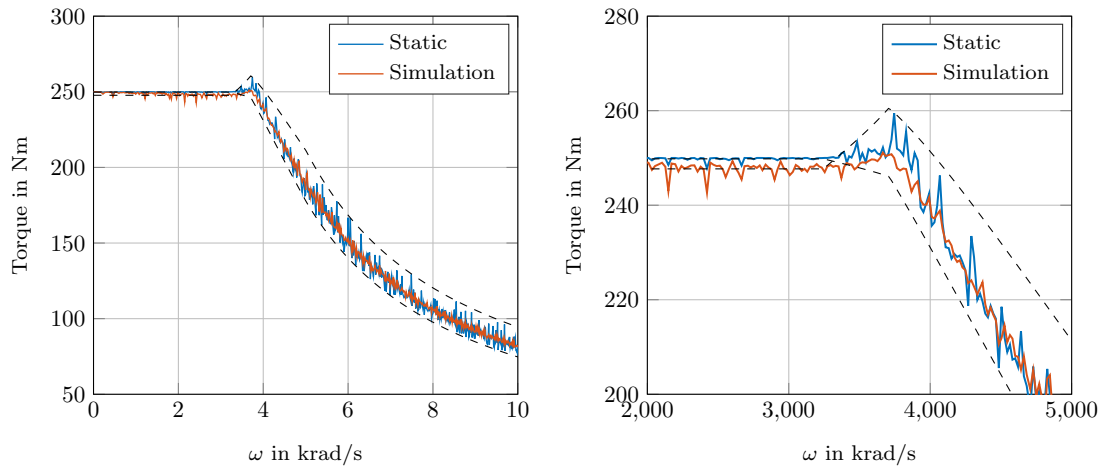 300
250
200
150
100
50
0
2
4
6
8
10
Torque in Nm
ω in krad/s
Static
Simulation
280
260
240
220
200
2,000
3,000
4,000
5,000
Torque in Nm
ω in krad/s
Static
Simulation